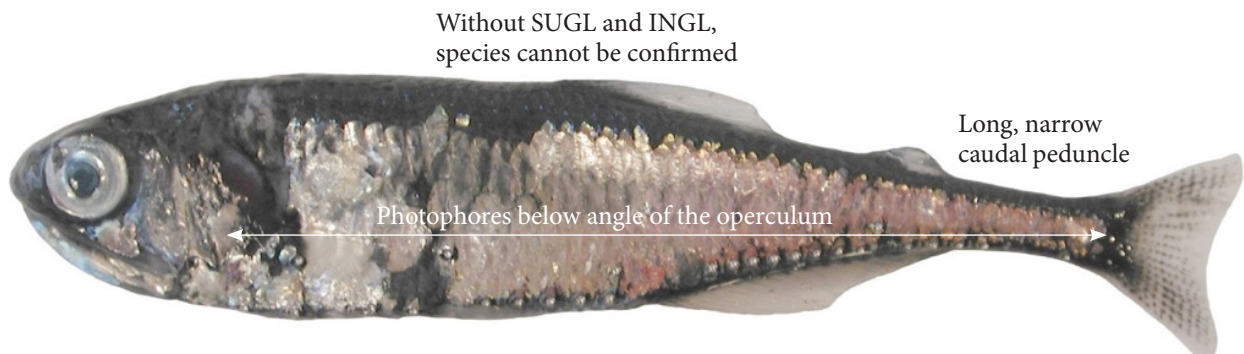 Without SUGL and INGL,
species cannot be confirmed
Long, narrow
caudal peduncle
Photophores below angle of the operculum